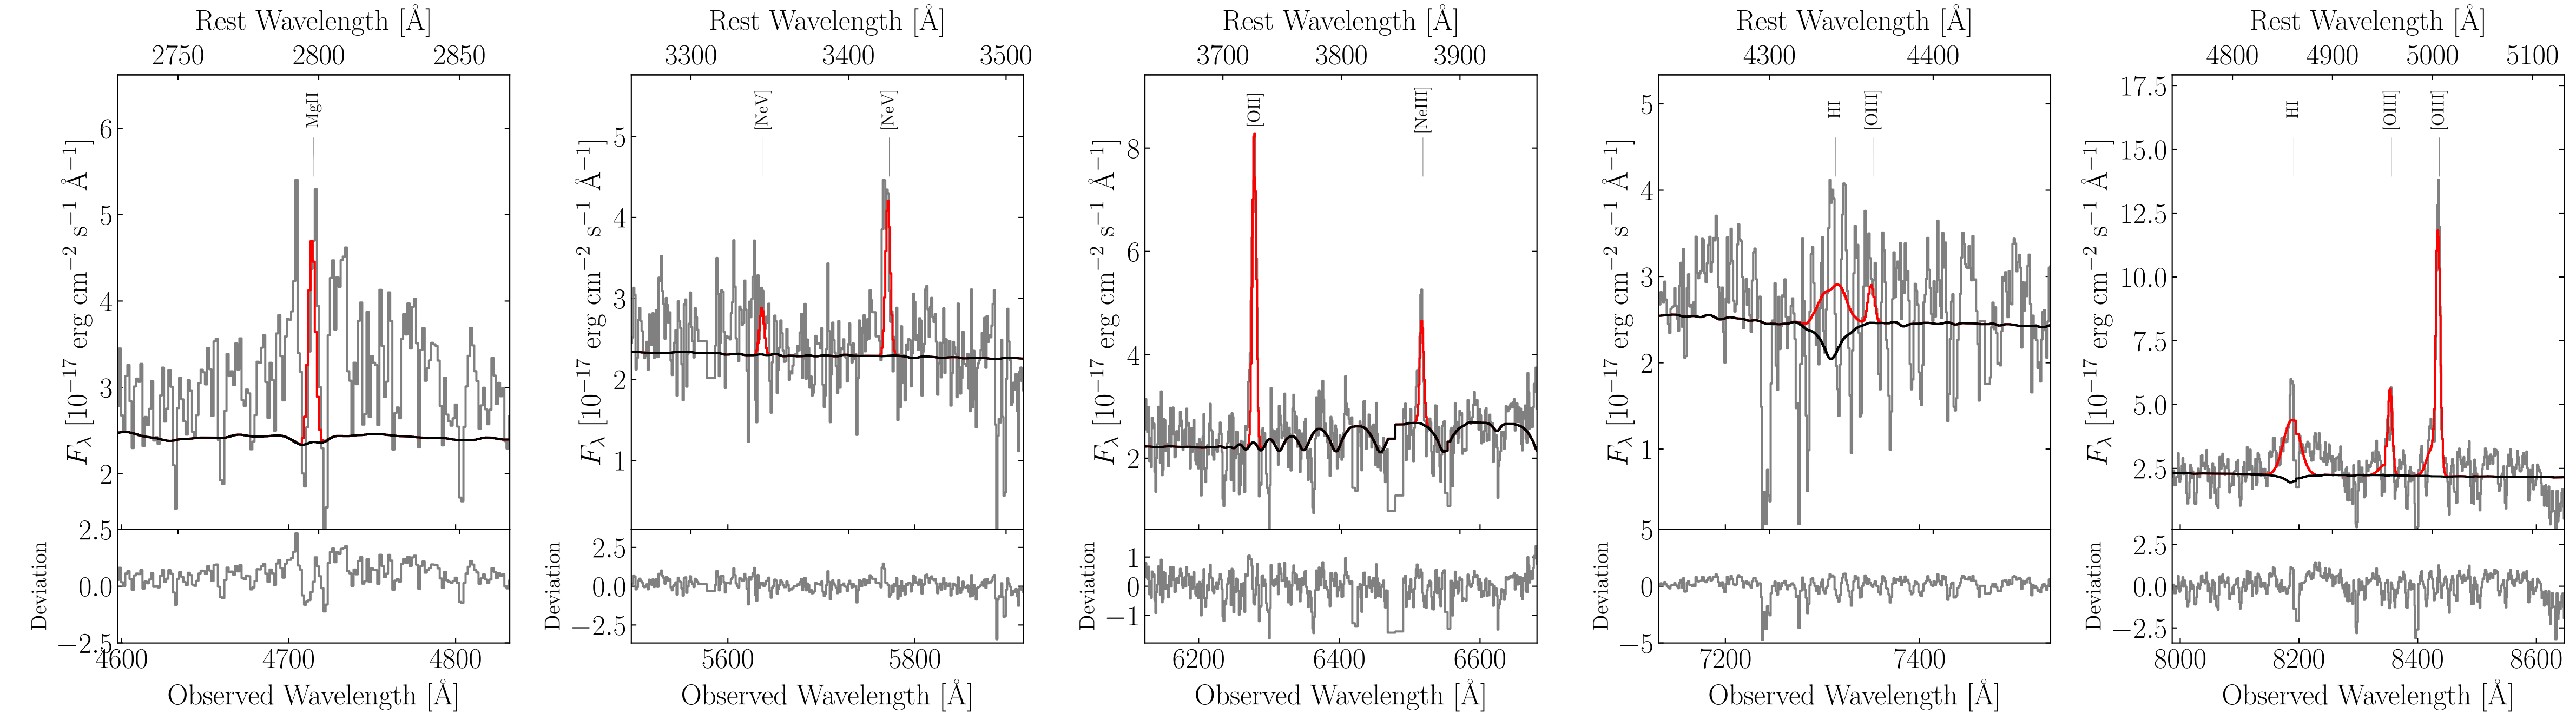 Rest Wavelength [Å]
2750 2800 2850
MgII
6
5
4
3
2
F_λ [10^−17 erg cm^−2 s^−1 Å^−1]
2.5
0.0
−2.5
Deviation
4600 4700 4800
Observed Wavelength [Å]
Rest Wavelength [Å]
3300 3400 3500
[NeV] [NeV]
5
4
3
2
1
F_λ [10^−17 erg cm^−2 s^−1 Å^−1]
2.5
0.0
−2.5
Deviation
5600 5800
Observed Wavelength [Å]
Rest Wavelength [Å]
3700 3800 3900
[OII] [NeIII]
8
6
4
2
F_λ [10^−17 erg cm^−2 s^−1 Å^−1]
1
0
−1
Deviation
6200 6400 6600
Observed Wavelength [Å]
Rest Wavelength [Å]
4300 4400
HI [OIII]
5
4
3
2
1
F_λ [10^−17 erg cm^−2 s^−1 Å^−1]
5
0
−5
Deviation
7200 7400
Observed Wavelength [Å]
Rest Wavelength [Å]
4800 4900 5000 5100
HI [OIII] [OIII]
17.5
15.0
12.5
10.0
7.5
5.0
2.5
F_λ [10^−17 erg cm^−2 s^−1 Å^−1]
2.5
0.0
−2.5
Deviation
8000 8200 8400 8600
Observed Wavelength [Å]